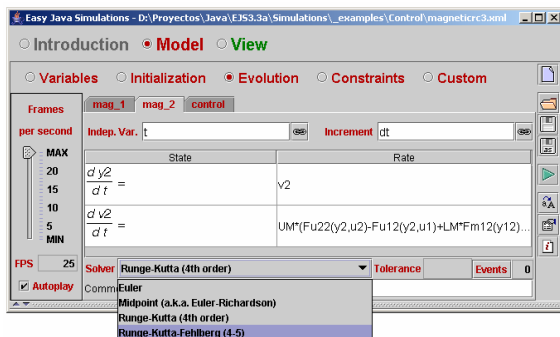 Easy Java Simulations - D:\Proyectos\Java\EJS3.3a\Simulations\_examples\Control\magneticrc3.xml
Introduction Model View
Variables Initialization Evolution Constraints Custom
Frames
per second
MAX
20
15
10
5
MIN
FPS 25
Autoplay
mag_1 mag_2 control
Indep. Var. t Increment dt
State Rate
d y2
d t = v2
d v2
d t = UM*(Fu22(y2,u2)-Fu12(y2,u1)+LM*Fm12(y12)...
Solver Runge-Kutta (4th order) Tolerance Events 0
Comm
Euler
Midpoint (a.k.a. Euler-Richardson)
Runge-Kutta (4th order)
Runge-Kutta-Fehlberg (4-5)